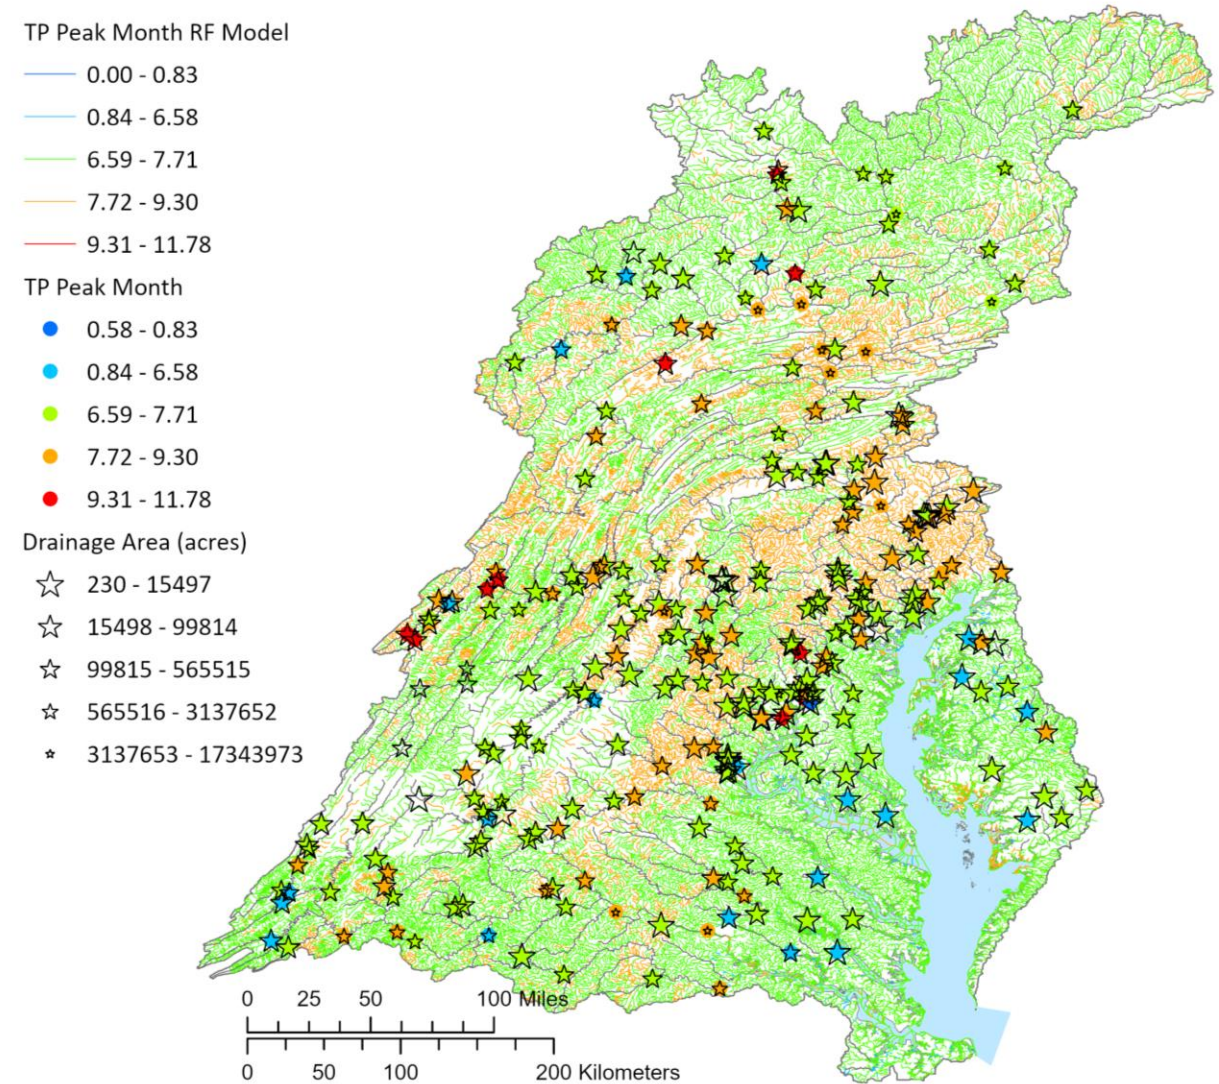 TP Peak Month RF Model
0.00 - 0.83
0.84 - 6.58
6.59 - 7.71
7.72 - 9.30
9.31 - 11.78
TP Peak Month
0.58 - 0.83
0.84 - 6.58
6.59 - 7.71
7.72 - 9.30
9.31 - 11.78
Drainage Area (acres)
230 - 15497
15498 - 99814
99815 - 565515
565516 - 3137652
3137653 - 17343973
0 25 50 100 Miles
0 50 100 200 Kilometers